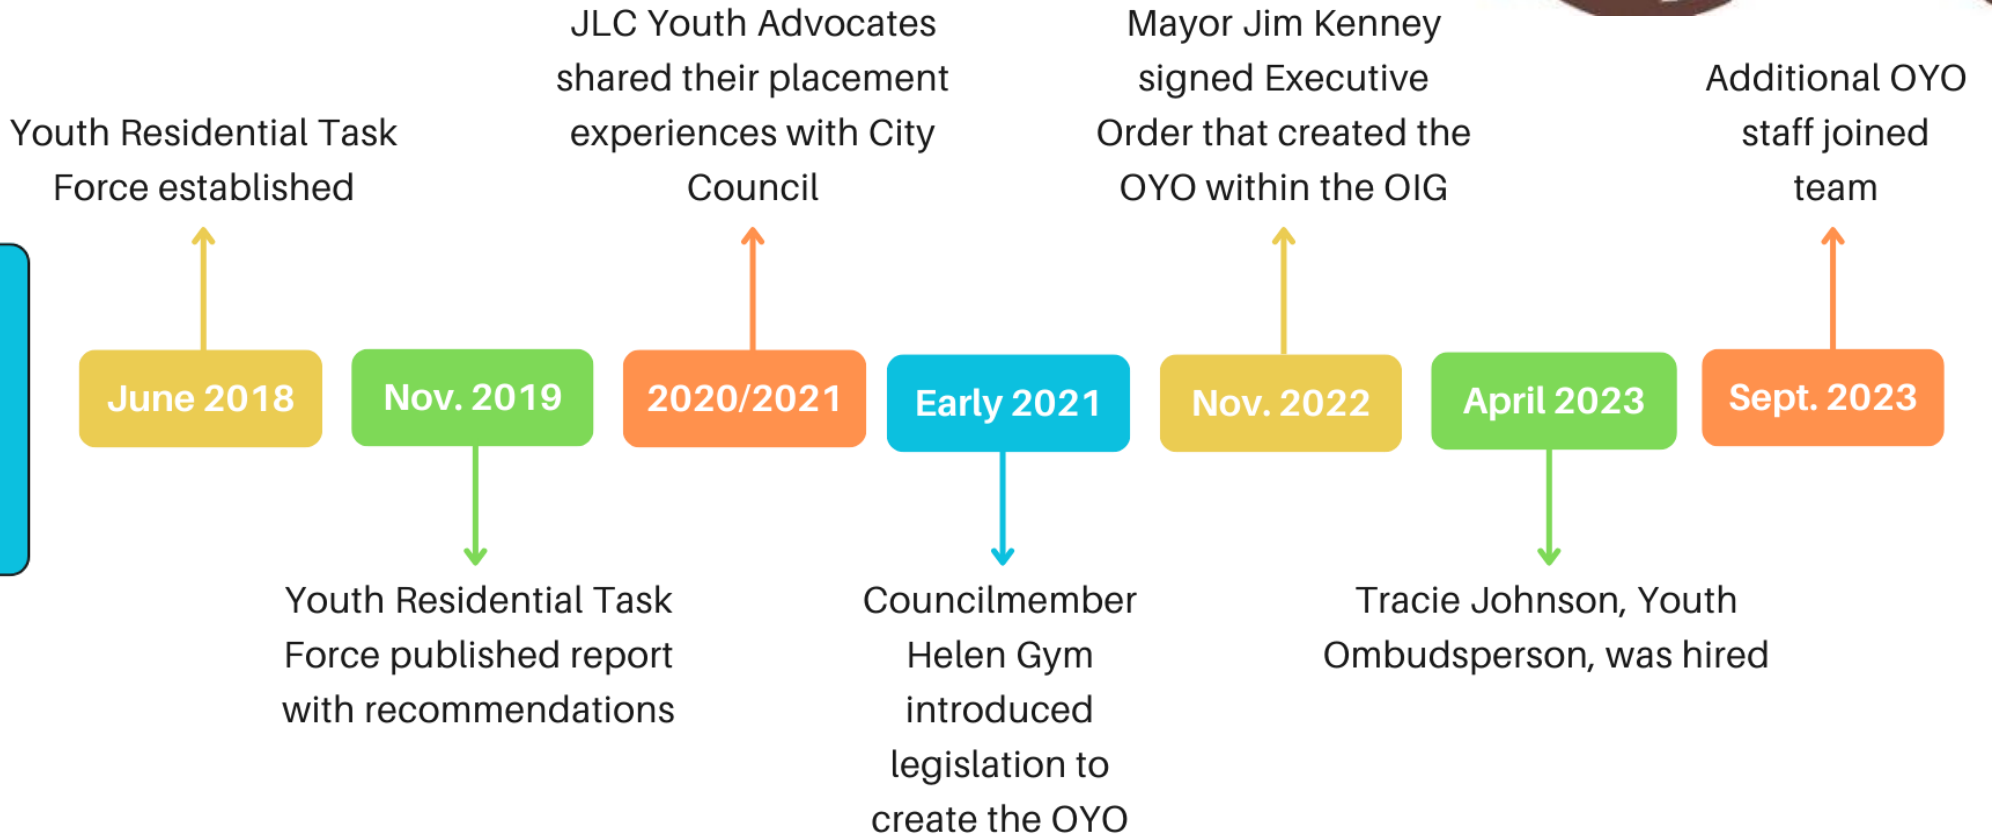 Youth Residential Task
Force established
JLC Youth Advocates
shared their placement
experiences with City
Council
Mayor Jim Kenney
signed Executive
Order that created the
OYO within the OIG
Additional OYO
staff joined
team
June 2018
Nov. 2019
2020/2021
Early 2021
Nov. 2022
April 2023
Sept. 2023
Youth Residential Task
Force published report
with recommendations
Councilmember
Helen Gym
introduced
legislation to
create the OYO
Tracie Johnson, Youth
Ombudsperson, was hired